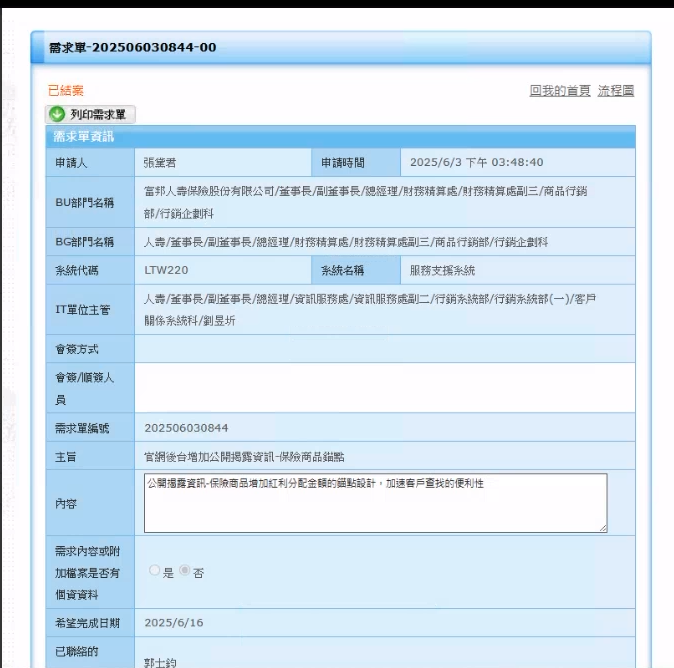 需求單-202506030844-00
已結案
回我的首頁 流程圖
列印需求單
需求單資訊
申請人 張黛君 申請時間 2025/6/3 下午 03:48:40
BU部門名稱 富邦人壽保險股份有限公司/董事長/副董事長/總經理/財務精算處/財務精算處副三/商品行銷
部/行銷企劃科
BG部門名稱 人壽/董事長/副董事長/總經理/財務精算處/財務精算處副三/商品行銷部/行銷企劃科
系統代碼 LTW220 系統名稱 服務支援系統
IT單位主管 人壽/董事長/副董事長/總經理/資訊服務處/資訊服務處副二/行銷系統部/行銷系統部(一)/客戶
關係系統科/劉昱圻
會簽方式
會簽/順簽人
員
需求單編號 202506030844
主旨 官網後台增加公開揭露資訊-保險商品錨點
內容 公開揭露資訊-保險商品增加紅利分配金額的錨點設計，加速客戶查找的便利性
需求內容或附
加檔案是否有
個資資料
是 否
希望完成日期 2025/6/16
已聯絡的
郭士鈞